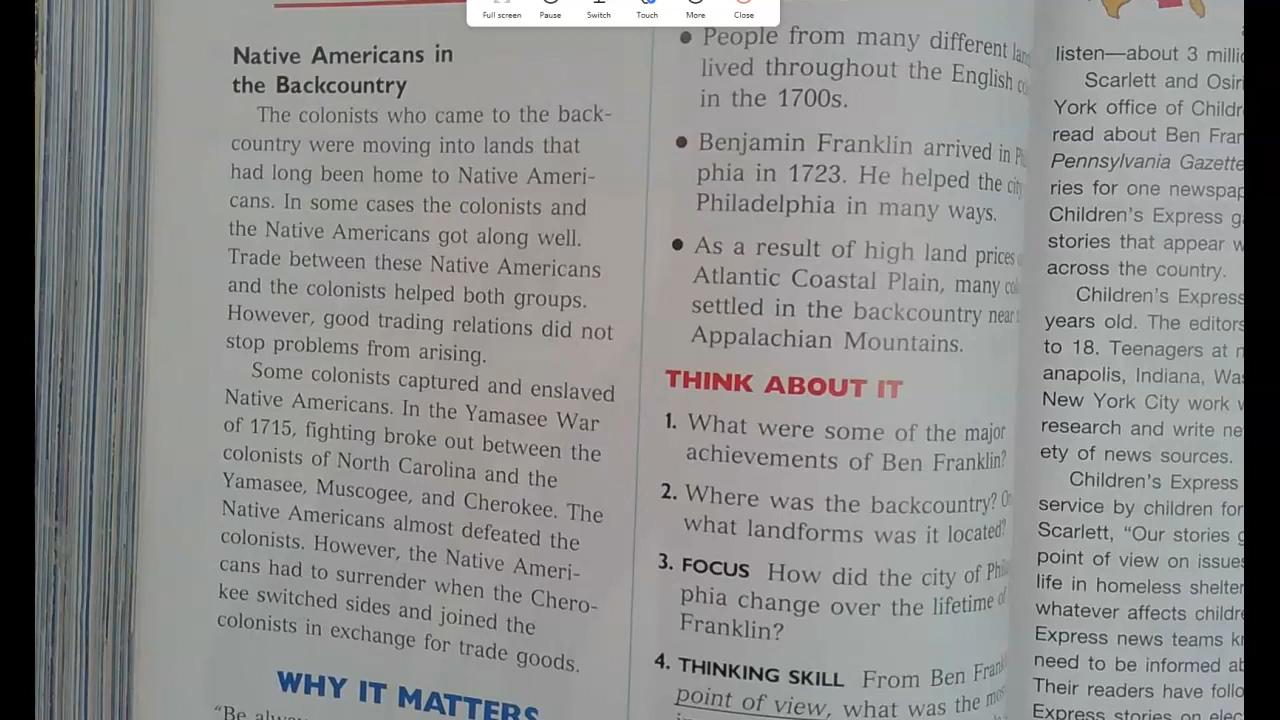 Full screen Pause Switch Touch More Close
Native Americans in
the Backcountry
The colonists who came to the back-
country were moving into lands that
had long been home to Native Ameri-
cans. In some cases the colonists and
the Native Americans got along well.
Trade between these Native Americans
and the colonists helped both groups.
However, good trading relations did not
stop problems from arising.
Some colonists captured and enslaved
Native Americans. In the Yamasee War
of 1715, fighting broke out between the
colonists of North Carolina and the
Yamasee, Muscogee, and Cherokee. The
Native Americans almost defeated the
colonists. However, the Native Ameri-
cans had to surrender when the Chero-
kee switched sides and joined the
colonists in exchange for trade goods.
WHY IT MATTERS
"Be
• People from many different
lived throughout the English
in the 1700s.
• Benjamin Franklin arrived in
phia in 1723. He helped the
Philadelphia in many ways.
• As a result of high land prices
Atlantic Coastal Plain, many
settled in the backcountry near
Appalachian Mountains.
THINK ABOUT IT
1. What were some of the major
achievements of Ben Franklin?
2. Where was the backcountry?
what landforms was it located?
3. FOCUS How did the city of
phia change over the lifetime of
Franklin?
4. THINKING SKILL From Ben
point of view, what was the
listen—about 3
Scarlett and
York office of
read about Ben
Pennsylvania Gazette
ries for one
Children's Express
stories that appear
across the country.
Children's Express
years old. The editors
to 18. Teenagers at
anapolis, Indiana,
New York City work
research and write
ety of news sources.
Children's Express
service by children for
Scarlett, "Our stories
point of view on
life in homeless
whatever affects
Express news teams
need to be informed
Their readers have
Express stories on